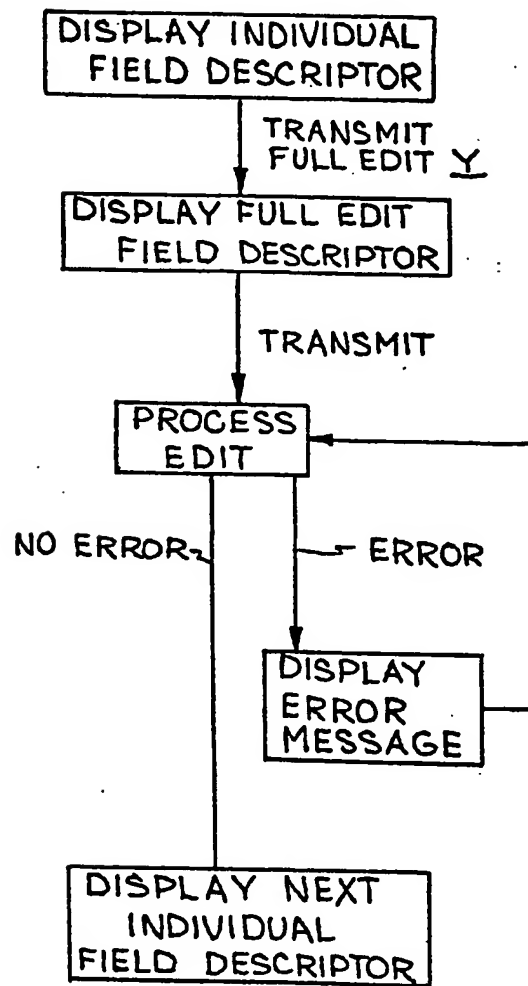 DISPLAY INDIVIDUAL
FIELD DESCRIPTOR
TRANSMIT
FULL EDIT Y
DISPLAY FULL EDIT
FIELD DESCRIPTOR
TRANSMIT
PROCESS
EDIT
NO ERROR
ERROR
DISPLAY
ERROR
MESSAGE
DISPLAY NEXT
INDIVIDUAL
FIELD DESCRIPTOR